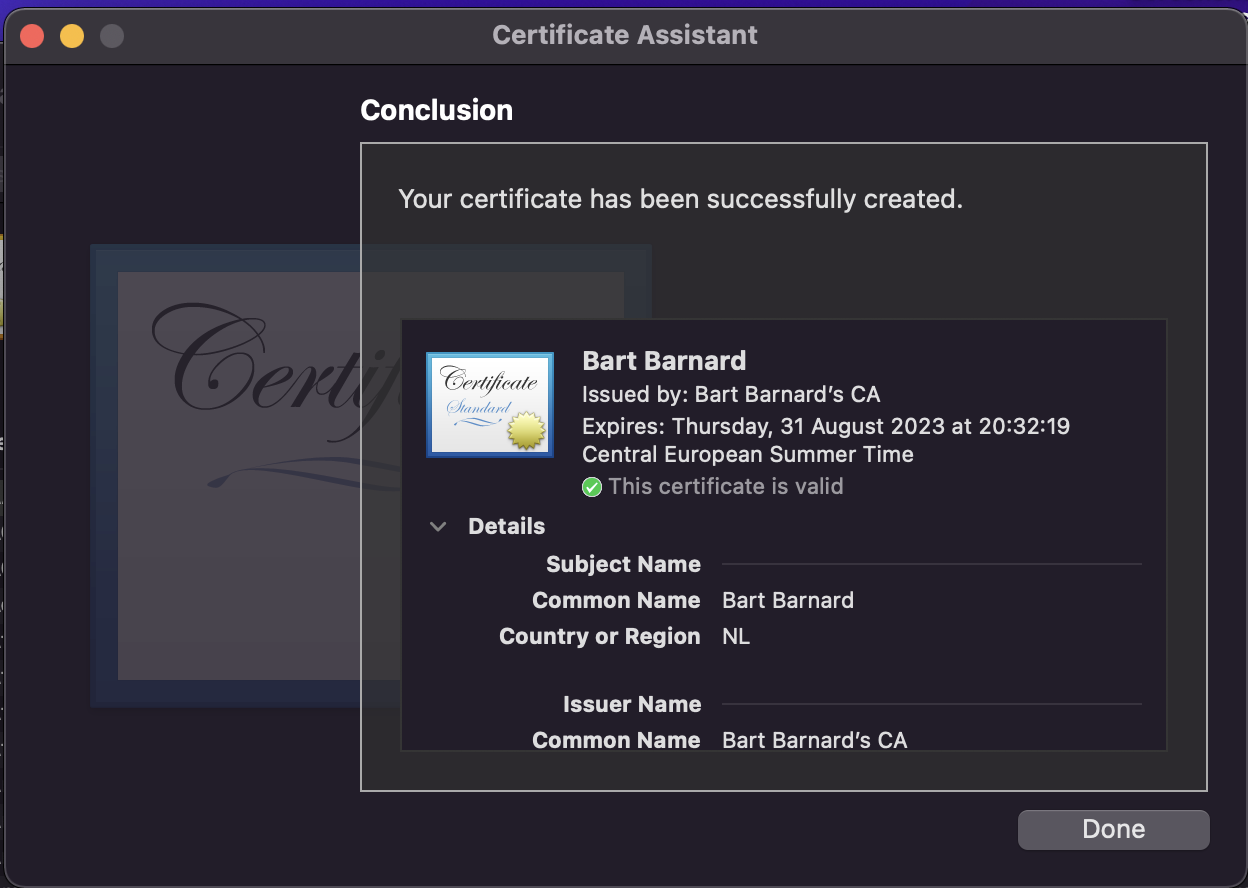 Certificate Assistant
Conclusion
Your certificate has been successfully created.
Certificate
Standard
Bart Barnard
Issued by: Bart Barnard’s CA
Expires: Thursday, 31 August 2023 at 20:32:19
Central European Summer Time
This certificate is valid
Details
Subject Name
Common Name Bart Barnard
Country or Region NL
Issuer Name
Common Name Bart Barnard’s CA
Done